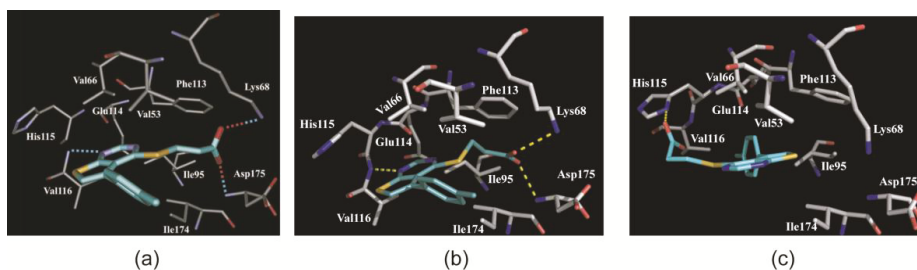 Val66
Phe113
Lys68
Glu114
Val53
His115
Ile95
Val116
Asp175
Ile174
(a)
Val66
Phe113
Lys68
His115
Val53
Glu114
Ile95
Asp175
Val116
Ile174
(b)
Val66
His115
Phe113
Glu114
Val53
Val116
Lys68
Ile95
Asp175
Ile174
(c)